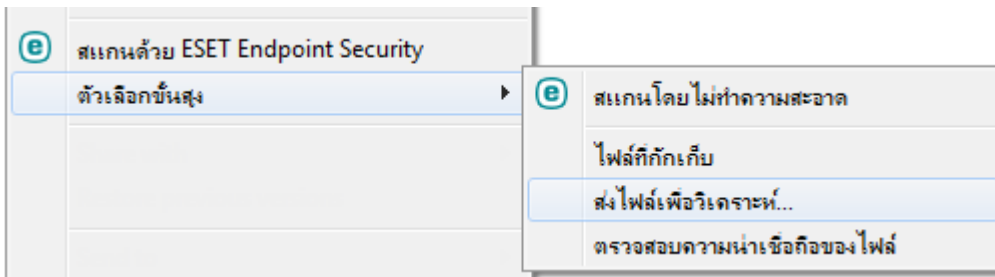 สแกนด้วย ESET Endpoint Security
ตัวเลือกขั้นสูง
สแกนโดยไม่ทำความสะอาด
ไฟล์ที่กักเก็บ
ส่งไฟล์เพื่อวิเคราะห์...
ตรวจสอบความน่าเชื่อถือของไฟล์